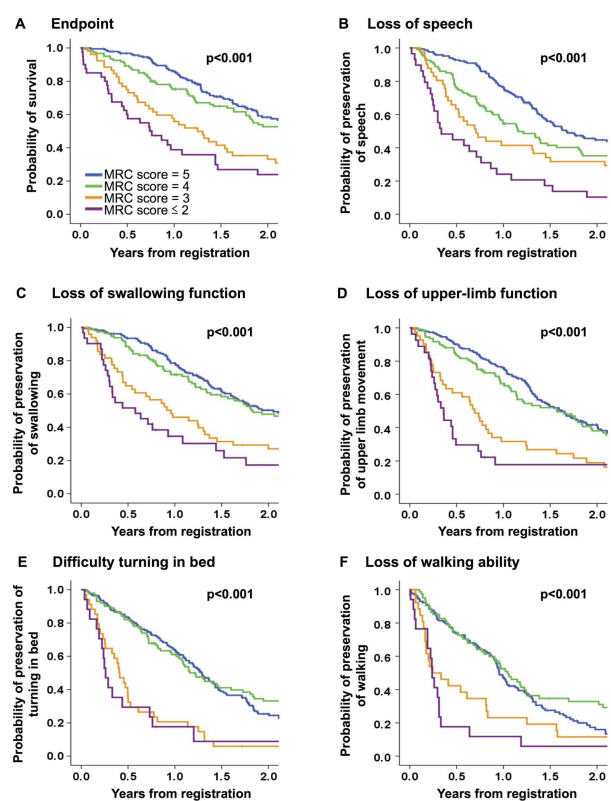 A Endpoint
p<0.001
Probability of survival
1.0
0.8
0.6
0.4
0.2
0.0
MRC score = 5
MRC score = 4
MRC score = 3
MRC score ≤ 2
0.0 0.5 1.0 1.5 2.0
Years from registration
B Loss of speech
p<0.001
Probability of preservation
of speech
1.0
0.8
0.6
0.4
0.2
0.0
0.0 0.5 1.0 1.5 2.0
Years from registration
C Loss of swallowing function
p<0.001
Probability of preservation
of swallowing
1.0
0.8
0.6
0.4
0.2
0.0
0.0 0.5 1.0 1.5 2.0
Years from registration
D Loss of upper-limb function
p<0.001
Probability of preservation
of upper limb movement
1.0
0.8
0.6
0.4
0.2
0.0
0.0 0.5 1.0 1.5 2.0
Years from registration
E Difficulty turning in bed
p<0.001
Probability of preservation of
turning in bed
1.0
0.8
0.6
0.4
0.2
0.0
0.0 0.5 1.0 1.5 2.0
Years from registration
F Loss of walking ability
p<0.001
Probability of preservation
of walking
1.0
0.8
0.6
0.4
0.2
0.0
0.0 0.5 1.0 1.5 2.0
Years from registration